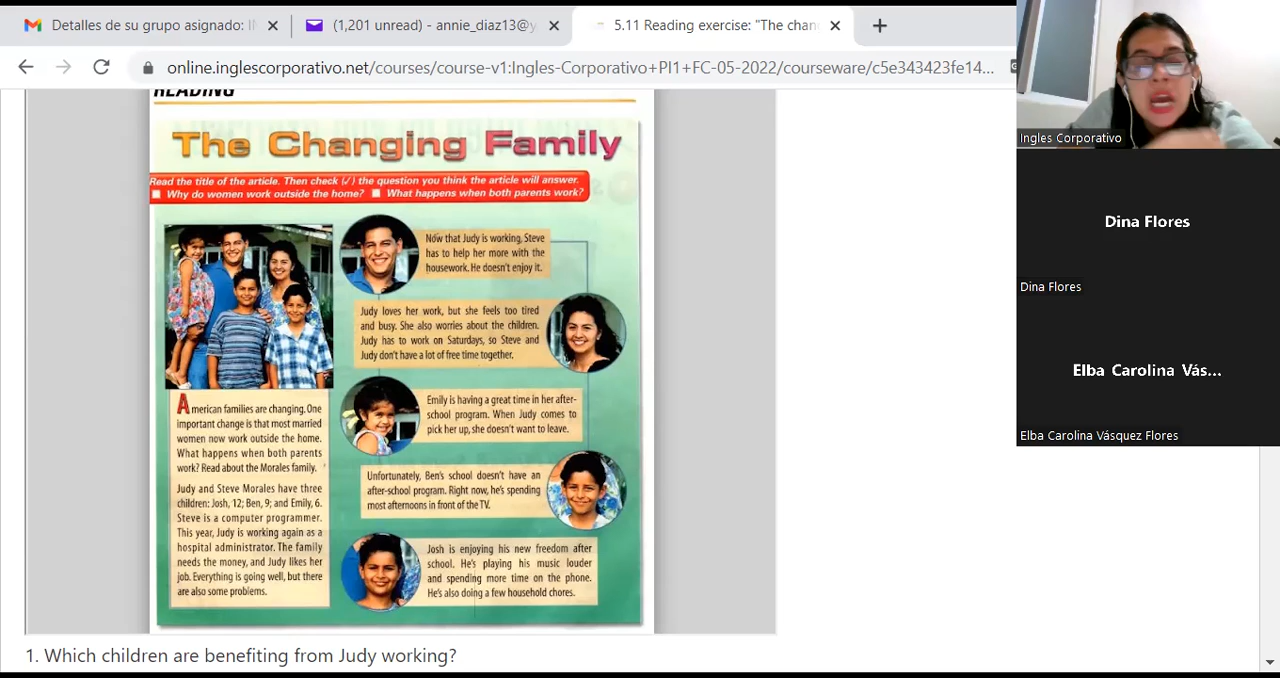 Detalles de su grupo asignado: I
(1,201 unread) - annie_diaz13@y
5.11 Reading exercise: "The chan
online.inglescorporativo.net/courses/course-v1:Ingles-Corporativo+PI1+FC-05-2022/courseware/c5e343423fe14...
READING
The Changing Family
Read the title of the article. Then check (✓) the question you think the article will answer.
Why do women work outside the home? What happens when both parents work?
Now that Judy is working, Steve
has to help her more with the
housework. He doesn't enjoy it.
Judy loves her work, but she feels too tired
and busy. She also worries about the children.
Judy has to work on Saturdays, so Steve and
Judy don't have a lot of free time together.
Emily is having a great time in her after-
school program. When Judy comes to
pick her up, she doesn't want to leave.
Unfortunately, Ben's school doesn't have an
after-school program. Right now, he's spending
most afternoons in front of the TV.
Josh is enjoying his new freedom after
school. He's playing his music louder
and spending more time on the phone.
He's also doing a few household chores.
American families are changing. One
important change is that most married
women now work outside the home.
What happens when both parents
work? Read about the Morales family.
Judy and Steve Morales have three
children: Josh, 12; Ben, 9; and Emily, 6.
Steve is a computer programmer.
This year, Judy is working again as a
hospital administrator. The family
needs the money, and Judy likes her
job. Everything is going well, but there
are also some problems.
1. Which children are benefiting from Judy working?
Ingles Corporativo
Dina Flores
Dina Flores
Elba Carolina Vás...
Elba Carolina Vásquez Flores